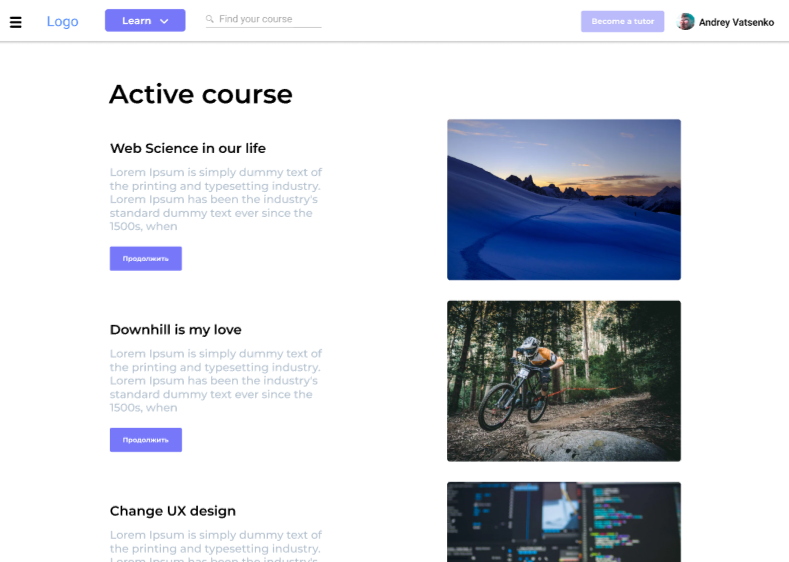 Logo
Learn
Find your course
Become a tutor
Andrey Vatsenko
Active course
Web Science in our life
Lorem Ipsum is simply dummy text of
the printing and typesetting industry.
Lorem Ipsum has been the industry's
standard dummy text ever since the
1500s, when
Продолжить
Downhill is my love
Lorem Ipsum is simply dummy text of
the printing and typesetting industry.
Lorem Ipsum has been the industry's
standard dummy text ever since the
1500s, when
Продолжить
Change UX design
Lorem Ipsum is simply dummy text of
the printing and typesetting industry.
Lorem Ipsum has been the industry's